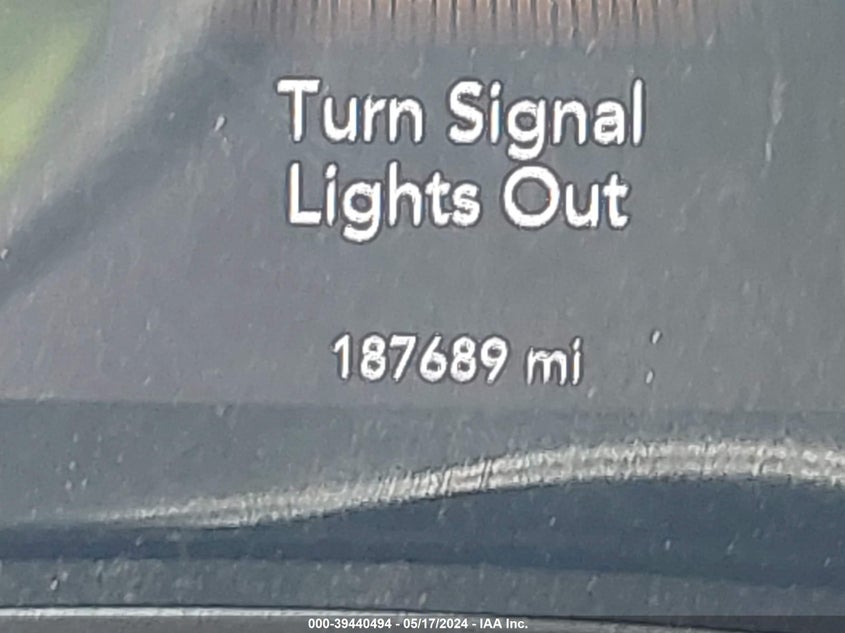 Turn Signal
Lights Out
187689 mi
000-39440494 - 05/17/2024 - IAA Inc.